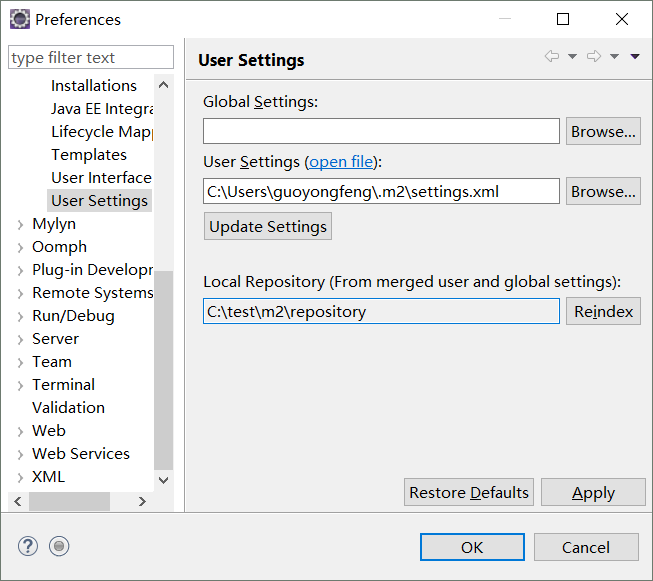 Preferences
type filter text
Installations
Java EE Integra
Lifecycle Mapp
Templates
User Interface
User Settings
Mylyn
Oomph
Plug-in Developm
Remote Systems
Run/Debug
Server
Team
Terminal
Validation
Web
Web Services
XML
User Settings
Global Settings:
Browse...
User Settings (open file):
C:\Users\guoyongfeng\.m2\settings.xml
Browse...
Update Settings
Local Repository (From merged user and global settings):
C:\test\m2\repository
Reindex
Restore Defaults
Apply
?
OK
Cancel